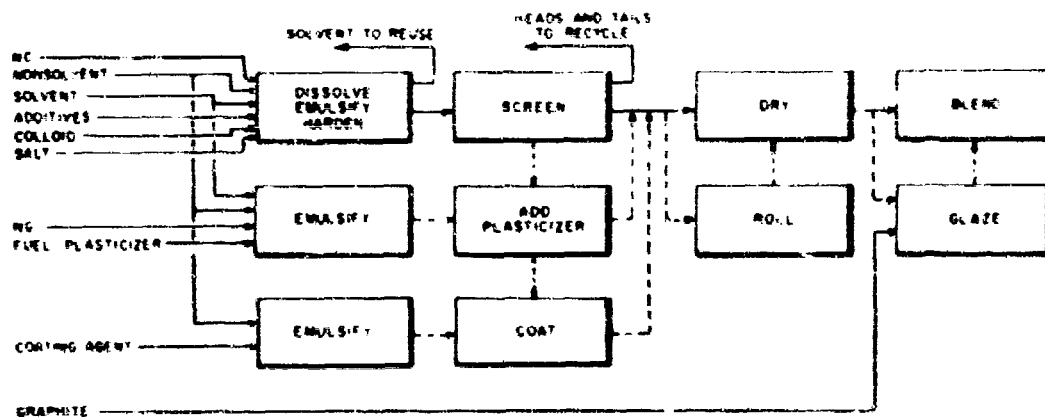 SOLVENT TO REUSE
HEADS AND TAILS
TO RECYCLE
NC
NONSOLVENT
SOLVENT
ADDITIVES
COLLOID
SALT
DISSOLVE
EMULSIFY
HARDEN
SCREEN
DRY
BLEND
NG
FUEL PLASTICIZER
EMULSIFY
ADD
PLASTICIZER
ROLL
GLAZE
COATING AGENT
EMULSIFY
COAT
GRAPHITE